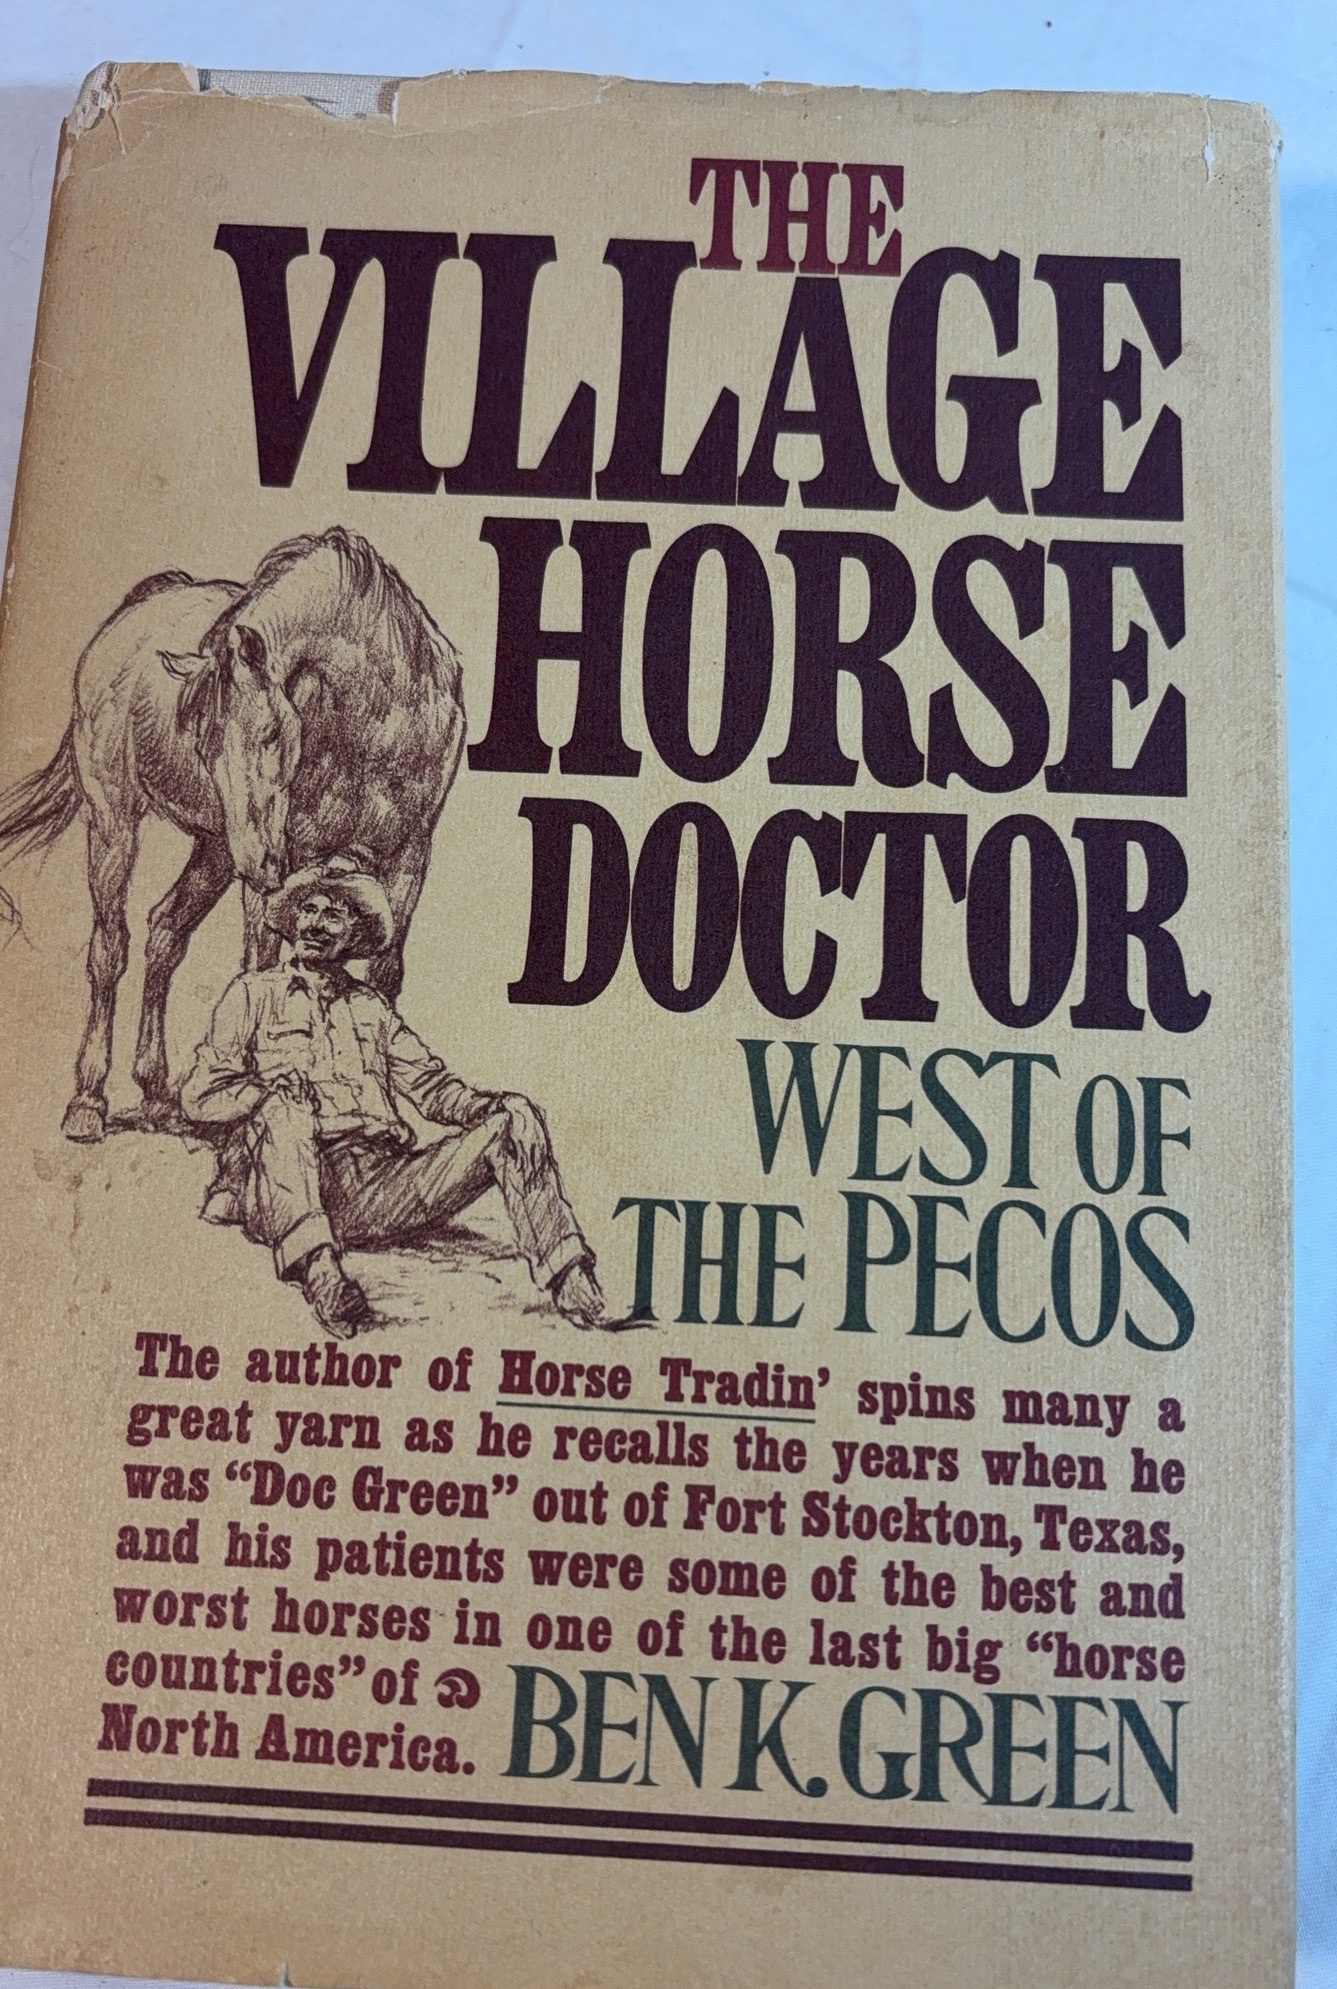 THE
VILLAGE
HORSE
DOCTOR
WEST OF
THE PECOS
The author of Horse Tradin’ spins many a
great yarn as he recalls the years when he
was “Doc Green” out of Fort Stockton, Texas,
and his patients were some of the best and
worst horses in one of the last big “horse
countries” of
North America.
BEN K. GREEN